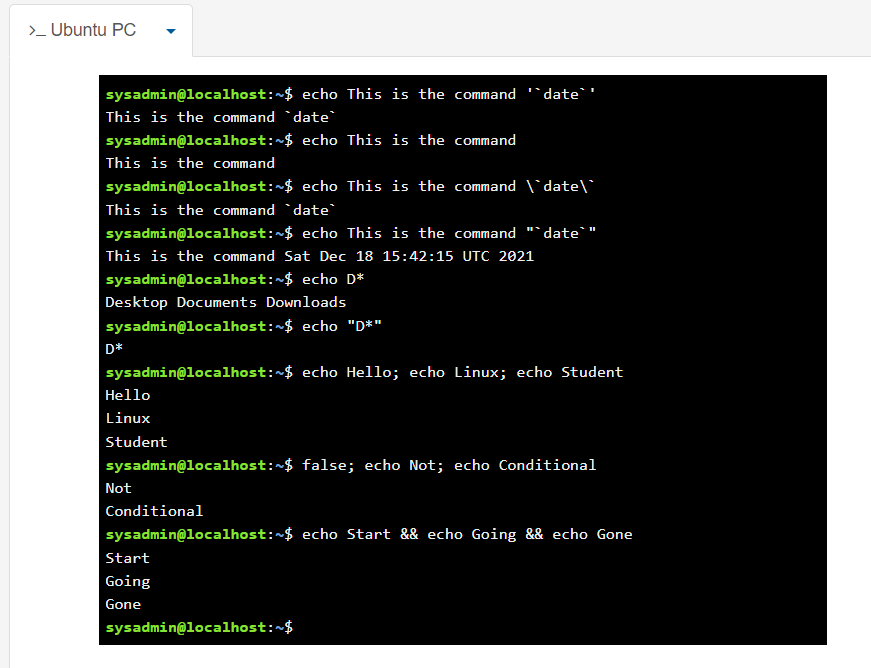 >_ Ubuntu PC
sysadmin@localhost:~$ echo This is the command '`date`'
This is the command `date`
sysadmin@localhost:~$ echo This is the command
This is the command
sysadmin@localhost:~$ echo This is the command \`date\`
This is the command `date`
sysadmin@localhost:~$ echo This is the command "`date`"
This is the command Sat Dec 18 15:42:15 UTC 2021
sysadmin@localhost:~$ echo D*
Desktop Documents Downloads
sysadmin@localhost:~$ echo "D*"
D*
sysadmin@localhost:~$ echo Hello; echo Linux; echo Student
Hello
Linux
Student
sysadmin@localhost:~$ false; echo Not; echo Conditional
Not
Conditional
sysadmin@localhost:~$ echo Start && echo Going && echo Gone
Start
Going
Gone
sysadmin@localhost:~$